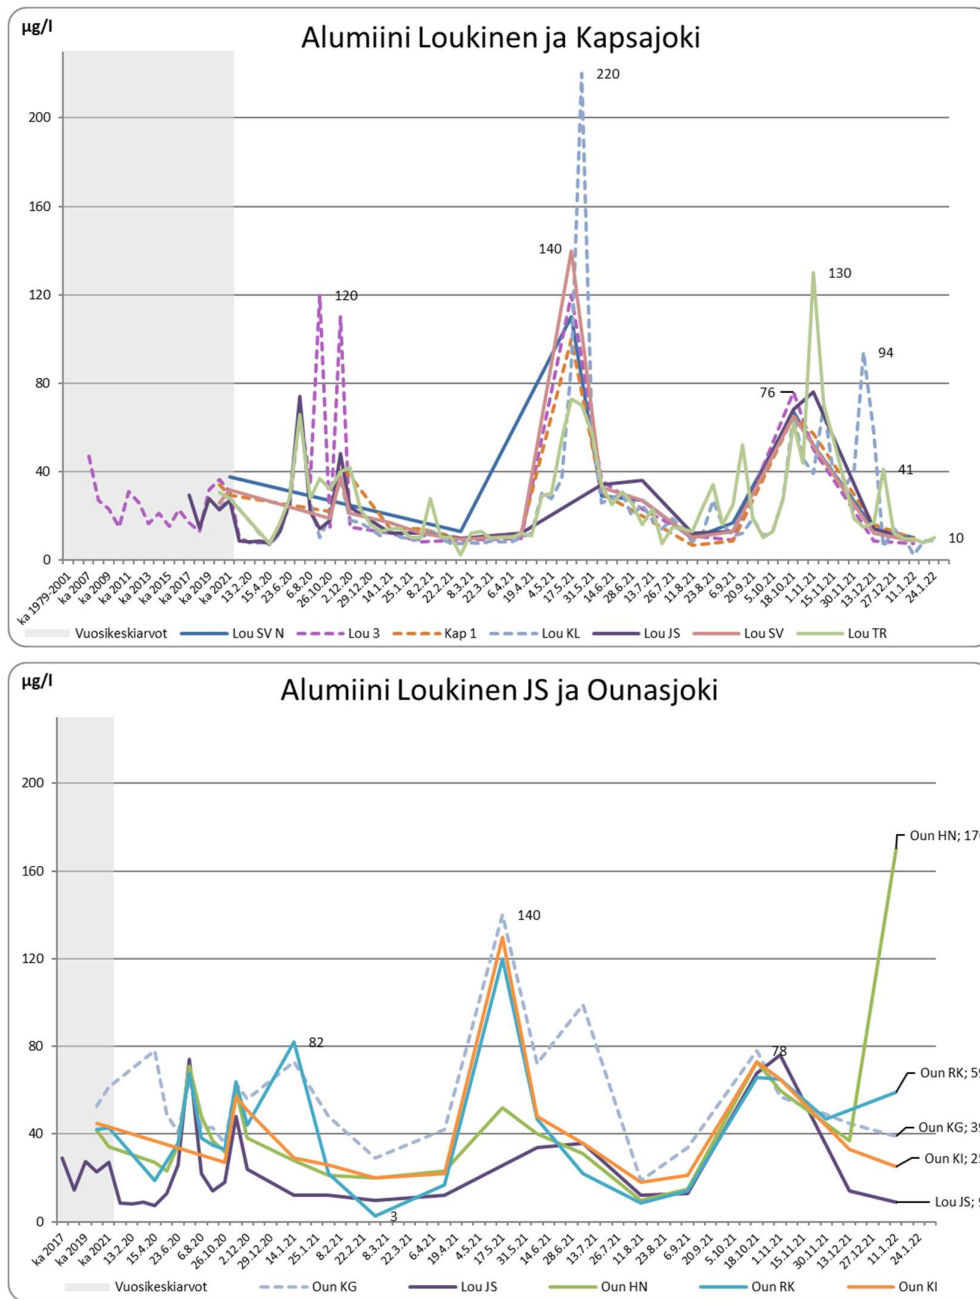 µg/l
Alumiini Loukinen ja Kapsajoki
200
160
120
80
40
0
220
140
120
130
94
76
41
10
ka 1979-2001
ka 2007
ka 2009
ka 2011
ka 2013
ka 2015
ka 2017
ka 2019
ka 2021
13.2.20
15.4.20
23.6.20
6.8.20
26.10.20
2.12.20
29.12.20
14.1.21
25.1.21
8.2.21
22.2.21
8.3.21
22.3.21
6.4.21
19.4.21
4.5.21
17.5.21
31.5.21
14.6.21
28.6.21
13.7.21
26.7.21
11.8.21
23.8.21
6.9.21
20.9.21
5.10.21
18.10.21
1.11.21
15.11.21
30.11.21
13.12.21
27.12.21
11.1.22
24.1.22
Vuosikeskiarvot
Lou SV N
Lou 3
Kap 1
Lou KL
Lou JS
Lou SV
Lou TR
µg/l
Alumiini Loukinen JS ja Ounasjoki
200
160
120
80
40
0
140
82
3
78
Oun HN; 170
Oun RK; 59
Oun KG; 39
Oun KI; 25
Lou JS; 9
ka 2017
ka 2019
ka 2021
13.2.20
15.4.20
23.6.20
6.8.20
26.10.20
2.12.20
29.12.20
14.1.21
25.1.21
8.2.21
22.2.21
8.3.21
22.3.21
6.4.21
19.4.21
4.5.21
17.5.21
31.5.21
14.6.21
28.6.21
13.7.21
26.7.21
11.8.21
23.8.21
6.9.21
20.9.21
5.10.21
18.10.21
1.11.21
15.11.21
30.11.21
13.12.21
27.12.21
11.1.22
24.1.22
Vuosikeskiarvot
Oun KG
Lou JS
Oun HN
Oun RK
Oun KI